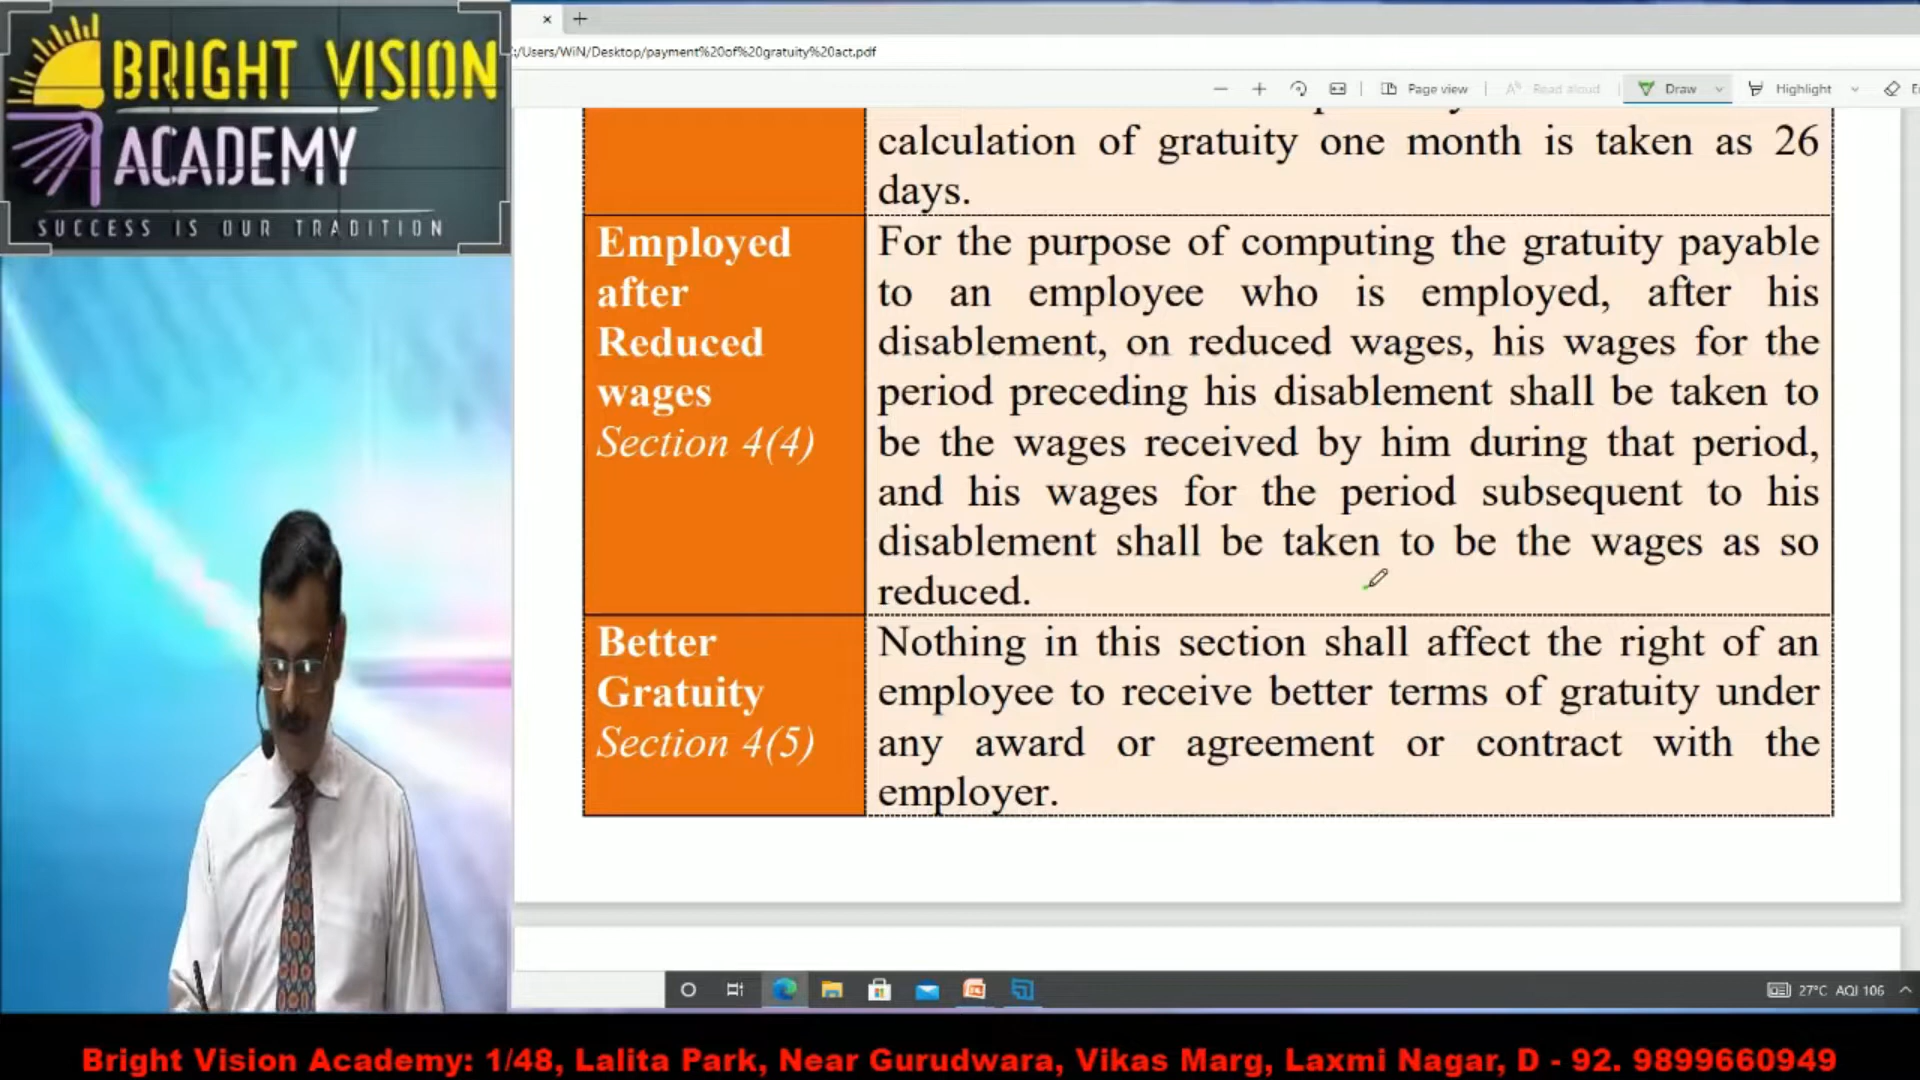 BRIGHT VISION
ACADEMY
SUCCESS IS OUR TRADITION
:/Users/WiN/Desktop/payment%20of%20gratuity%20act.pdf
Page view
Read aloud
Draw
Highlight
calculation of gratuity one month is taken as 26
days.
Employed
after
Reduced
wages
Section 4(4)
For the purpose of computing the gratuity payable
to an employee who is employed, after his
disablement, on reduced wages, his wages for the
period preceding his disablement shall be taken to
be the wages received by him during that period,
and his wages for the period subsequent to his
disablement shall be taken to be the wages as so
reduced.
Better
Gratuity
Section 4(5)
Nothing in this section shall affect the right of an
employee to receive better terms of gratuity under
any award or agreement or contract with the
employer.
27°C AQI 106
Bright Vision Academy: 1/48, Lalita Park, Near Gurudwara, Vikas Marg, Laxmi Nagar, D - 92. 9899660949